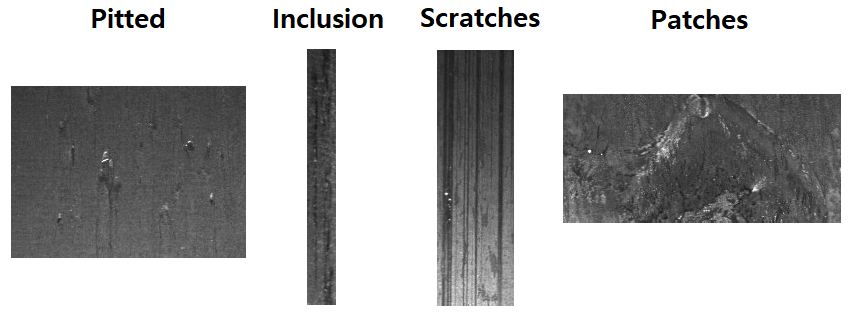 Pitted
Inclusion
Scratches
Patches